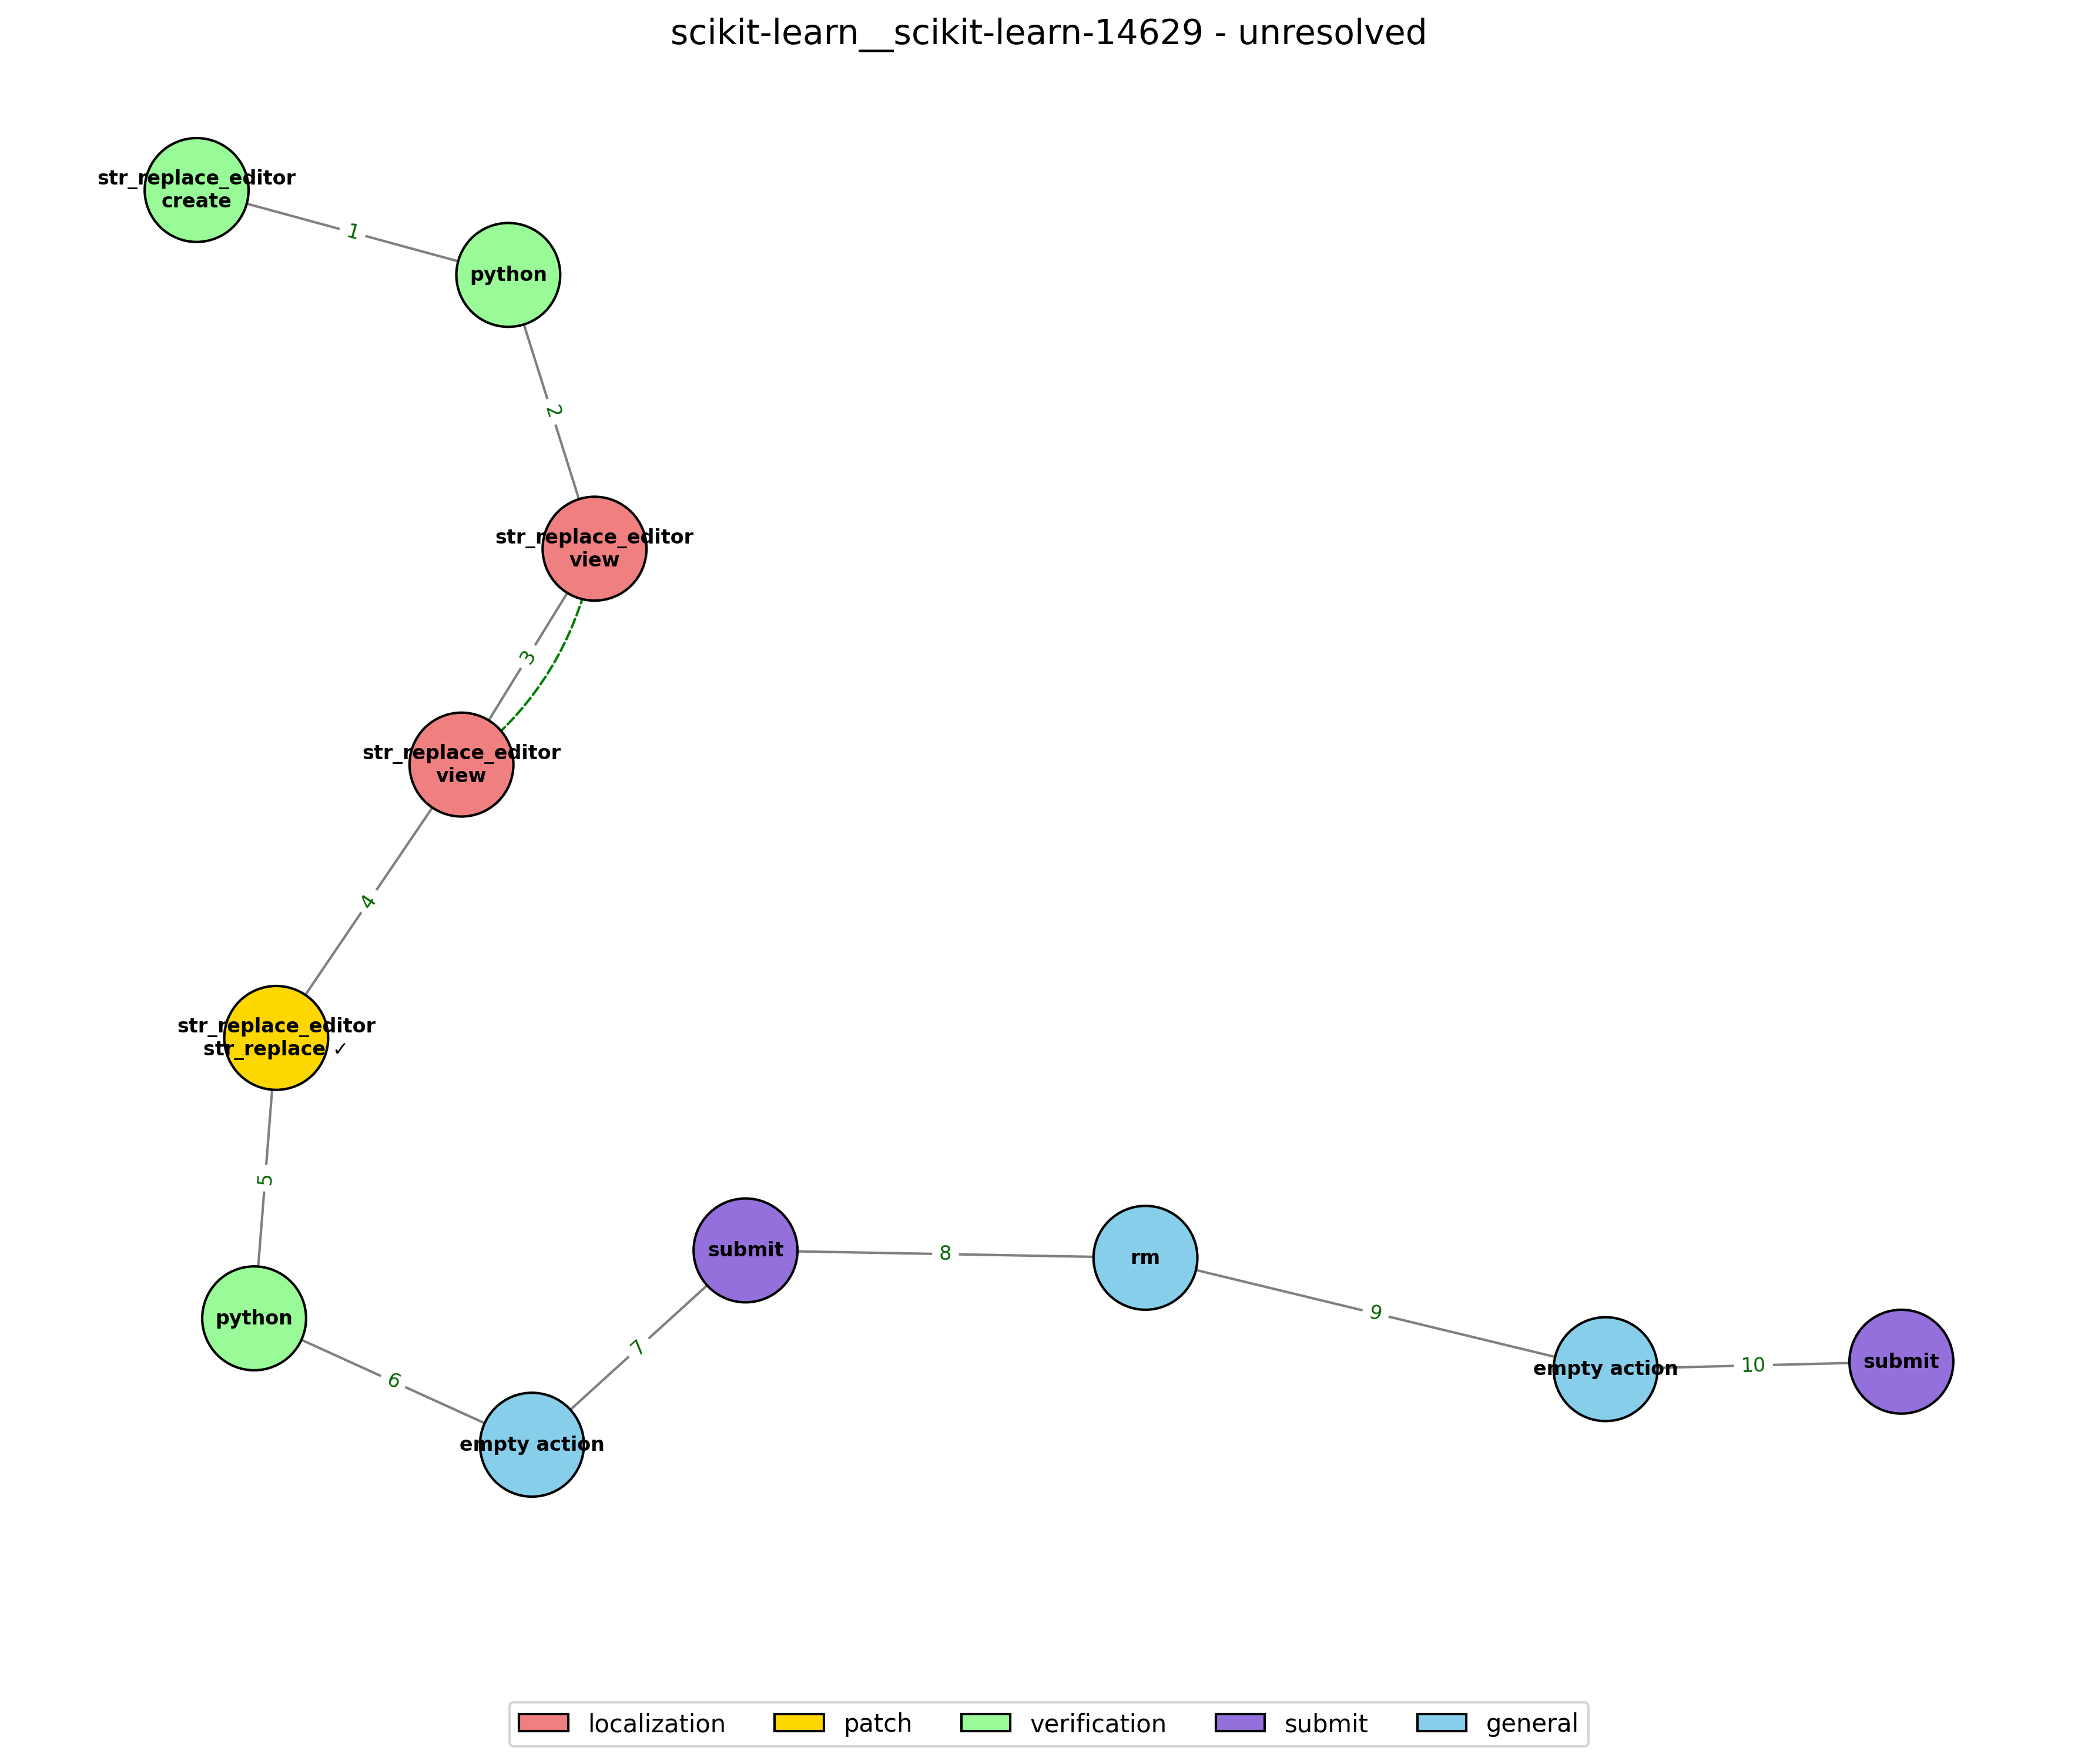 scikit-learn__scikit-learn-14629 - unresolved
str_replace_editor
create
1
python
2
str_replace_editor
view
3
str_replace_editor
view
4
str_replace_editor
str_replace ✓
5
python
6
empty action
7
submit
8
rm
9
empty action
10
submit
localization
patch
verification
submit
general